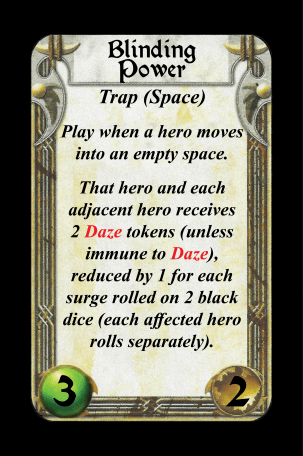 Blinding
Power
Trap (Space)
Play when a hero moves
into an empty space.
That hero and each
adjacent hero receives
2 Daze tokens (unless
immune to Daze),
reduced by 1 for each
surge rolled on 2 black
dice (each affected hero
rolls separately).
3 2